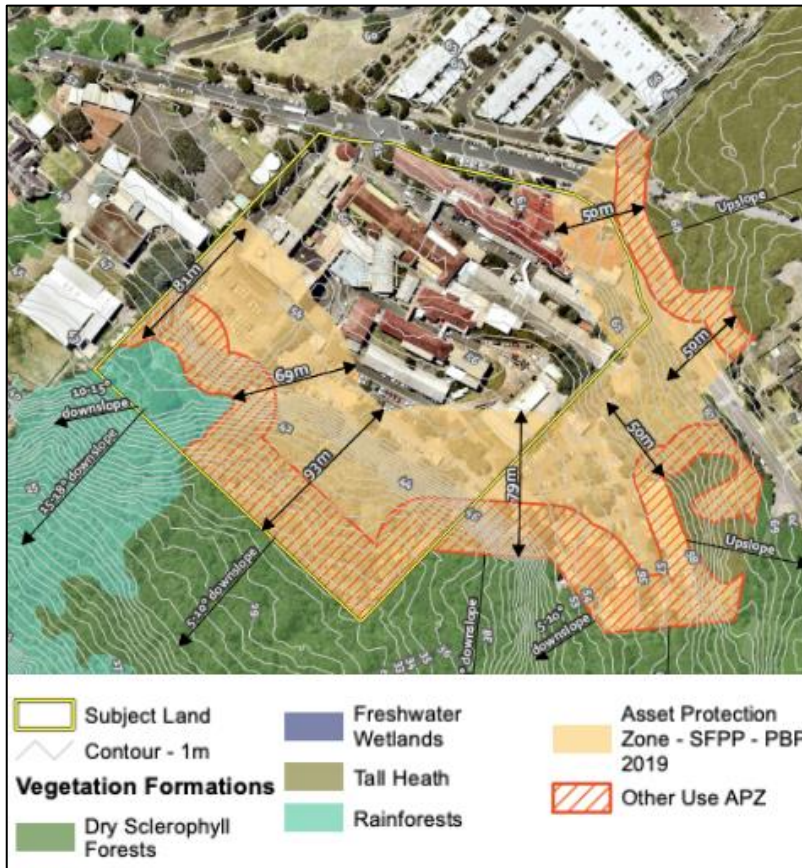 50m
Upslope
81m
50m
69m
50m
10-15°
downslope
93m
79m
15-18° downslope
Upslope
5-10° downslope
° downslope
5-10°
downslope
Subject Land
Contour - 1m
Vegetation Formations
Dry Sclerophyll
Forests
Freshwater
Wetlands
Tall Heath
Rainforests
Asset Protection
Zone - SFPP - PBP
2019
Other Use APZ